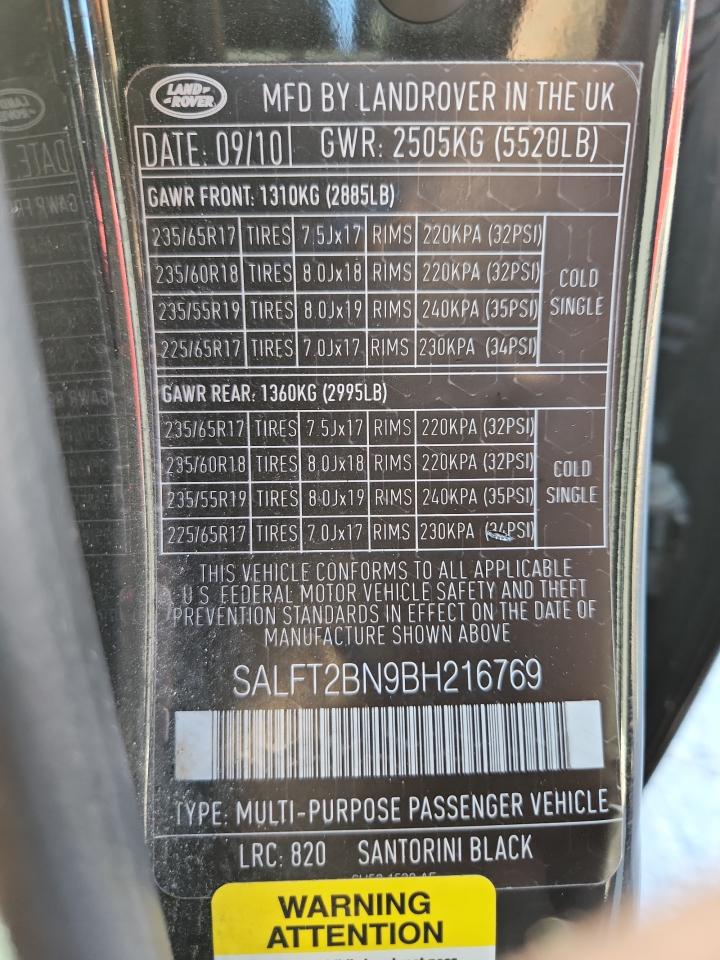 LAND ROVER MFD BY LANDROVER IN THE UK
DATE: 09/10 GWR: 2505KG (5520LB)
GAWR FRONT: 1310KG (2885LB)
235/65R17 TIRES 7.5Jx17 RIMS 220KPA (32PSI)
235/60R18 TIRES 8.0Jx18 RIMS 220KPA (32PSI)
235/55R19 TIRES 8.0Jx19 RIMS 240KPA (35PSI)
225/65R17 TIRES 7.0Jx17 RIMS 230KPA (34PSI)
COLD
SINGLE
GAWR REAR: 1360KG (2995LB)
235/65R17 TIRES 7.5Jx17 RIMS 220KPA (32PSI)
235/60R18 TIRES 8.0Jx18 RIMS 220KPA (32PSI)
235/55R19 TIRES 8.0Jx19 RIMS 240KPA (35PSI)
225/65R17 TIRES 7.0Jx17 RIMS 230KPA (34PSI)
COLD
SINGLE
THIS VEHICLE CONFORMS TO ALL APPLICABLE
U.S. FEDERAL MOTOR VEHICLE SAFETY AND THEFT
PREVENTION STANDARDS IN EFFECT ON THE DATE OF
MANUFACTURE SHOWN ABOVE
SALFT2BN9BH216769
TYPE: MULTI-PURPOSE PASSENGER VEHICLE
LRC: 820 SANTORINI BLACK
WARNING
ATTENTION